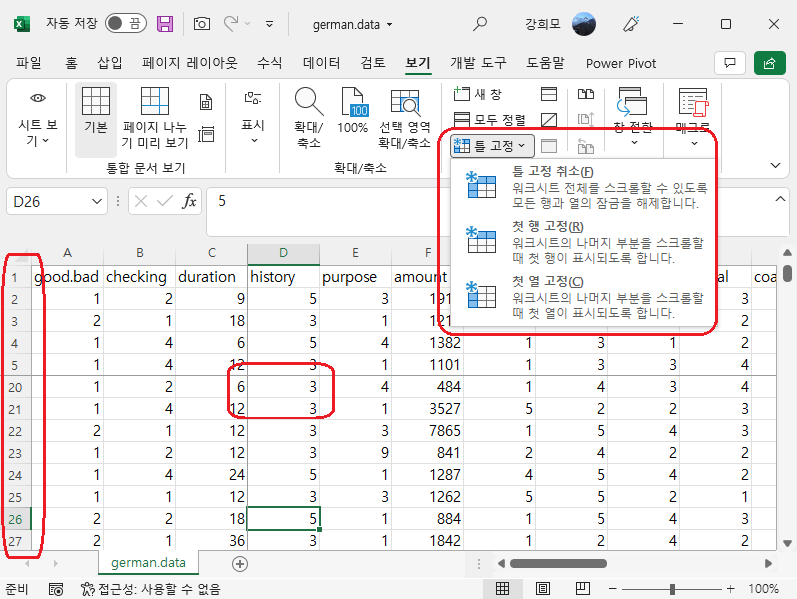 자동 저장 끔 german.data 강희모
파일 홈 삽입 페이지 레이아웃 수식 데이터 검토 보기 개발 도구 도움말 Power Pivot
시트 보기
기본
페이지 나누기 미리 보기
통합 문서 보기
표시
확대/축소
100
100%
선택 영역 확대/축소
확대/축소
새 창
모두 정렬
틀 고정
창 전환
매크로
틀 고정 취소(F)
워크시트 전체를 스크롤할 수 있도록
모든 행과 열의 잠금을 해제합니다.
첫 행 고정(R)
워크시트의 나머지 부분을 스크롤할
때 첫 행이 표시되도록 합니다.
첫 열 고정(C)
워크시트의 나머지 부분을 스크롤할
때 첫 열이 표시되도록 합니다.
D26 fx 5
A B C D E F
1 good.bad checking duration history purpose amount
2 1 2 9 5 3 3
3 2 1 18 3 1 2
4 1 4 6 5 4 1382 1 3 1 2
5 1 4 12 3 1 1101 1 3 3 4
20 1 2 6 3 4 484 1 4 3 4
21 1 4 12 3 1 3527 5 2 2 3
22 2 1 12 3 3 7865 1 5 4 3
23 1 2 12 3 9 841 2 4 2 2
24 1 4 24 5 1 1287 4 5 4 2
25 1 1 12 3 3 1262 5 5 2 1
26 2 2 18 5 1 884 1 5 4 3
27 2 1 36 3 1 1842 1 2 4 2
german.data
준비 접근성: 사용할 수 없음 100%